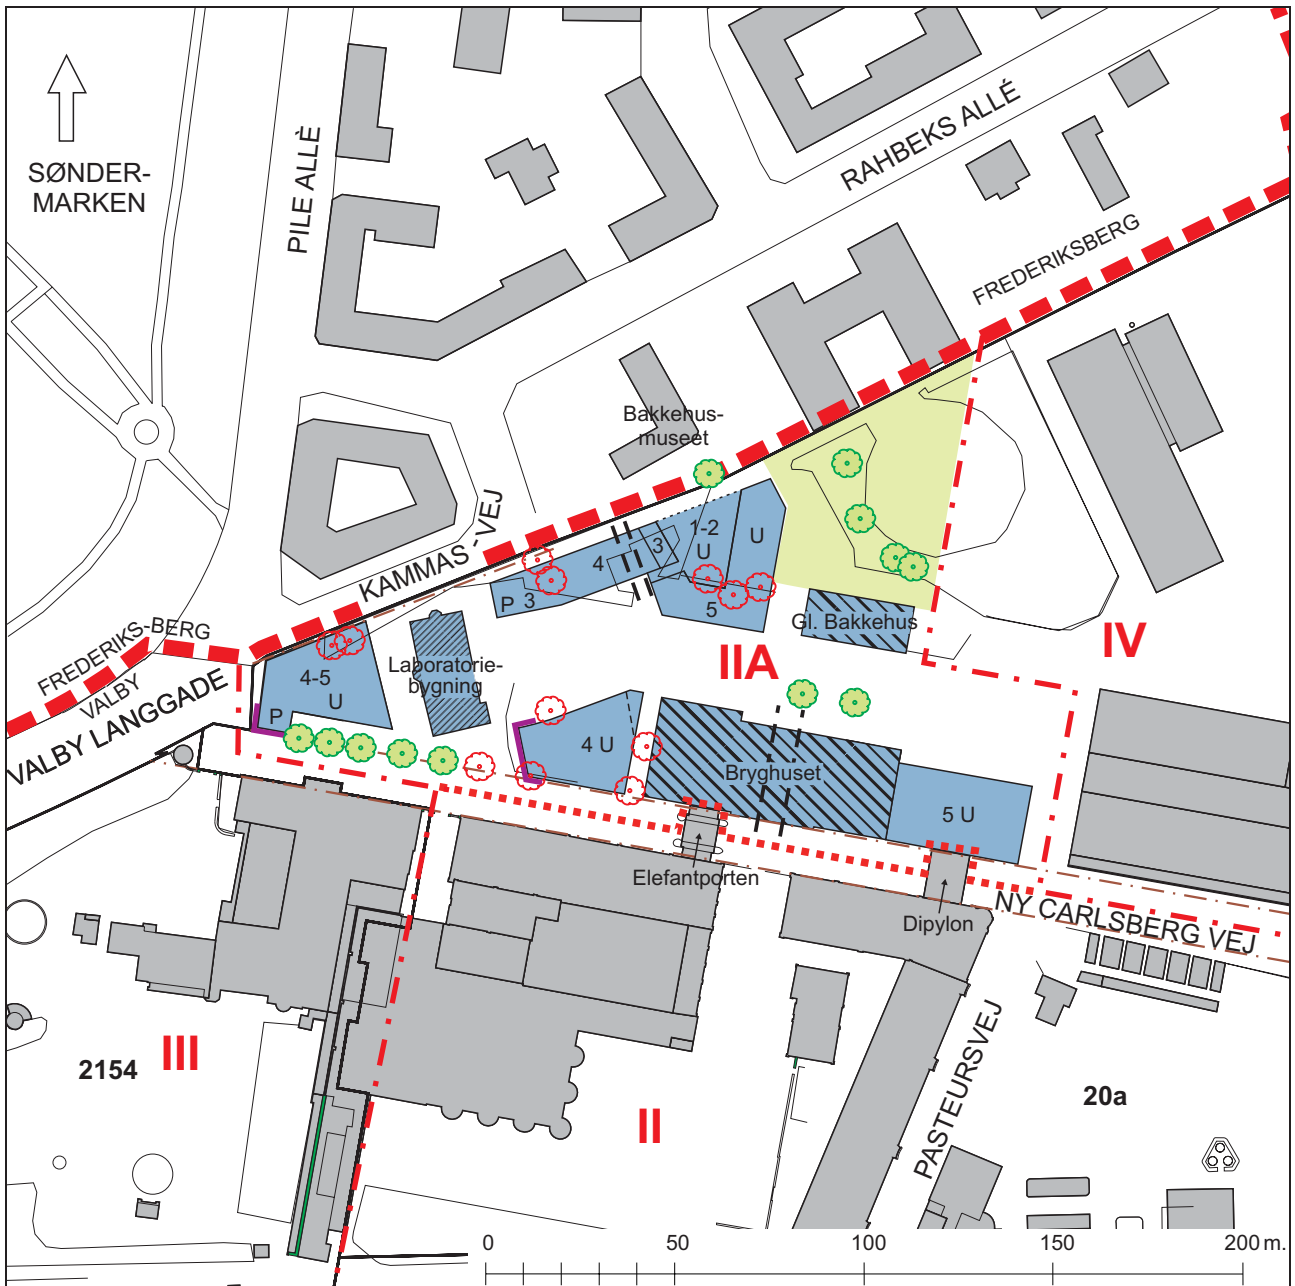 SØNDER-
MARKEN
PILE ALLÈ
RAHBEKS ALLÉ
FREDERIKSBERG
Bakkehus-
museet
KAMMAS - VEJ
1-2
U
U
3
4
P 3
5
Gl. Bakkehus
FREDERIKS-BERG
VALBY
VALBY LANGGADE
4-5
U
P
Laboratorie-
bygning
IIA
IV
4 U
Bryghuset
5 U
Elefantporten
Dipylon
NY CARLSBERG VEJ
PASTEURSVEJ
2154
III
II
20a
0 50 100 150 200 m.